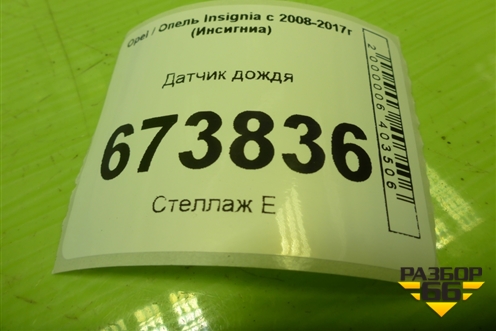 Opel / Опель Insignia с 2008-2017г
(Инсигниа)
Датчик дождя
673836
Стеллаж Е
2000006403506
РАЗБОР
66